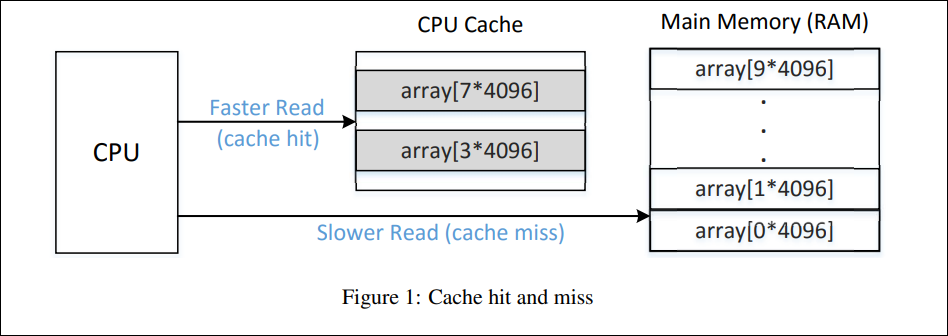 CPU Cache
Main Memory (RAM)
CPU
Faster Read
(cache hit)
array[7*4096]
array[3*4096]
array[9*4096]
.
.
.
.
array[1*4096]
array[0*4096]
Slower Read (cache miss)
Figure 1: Cache hit and miss